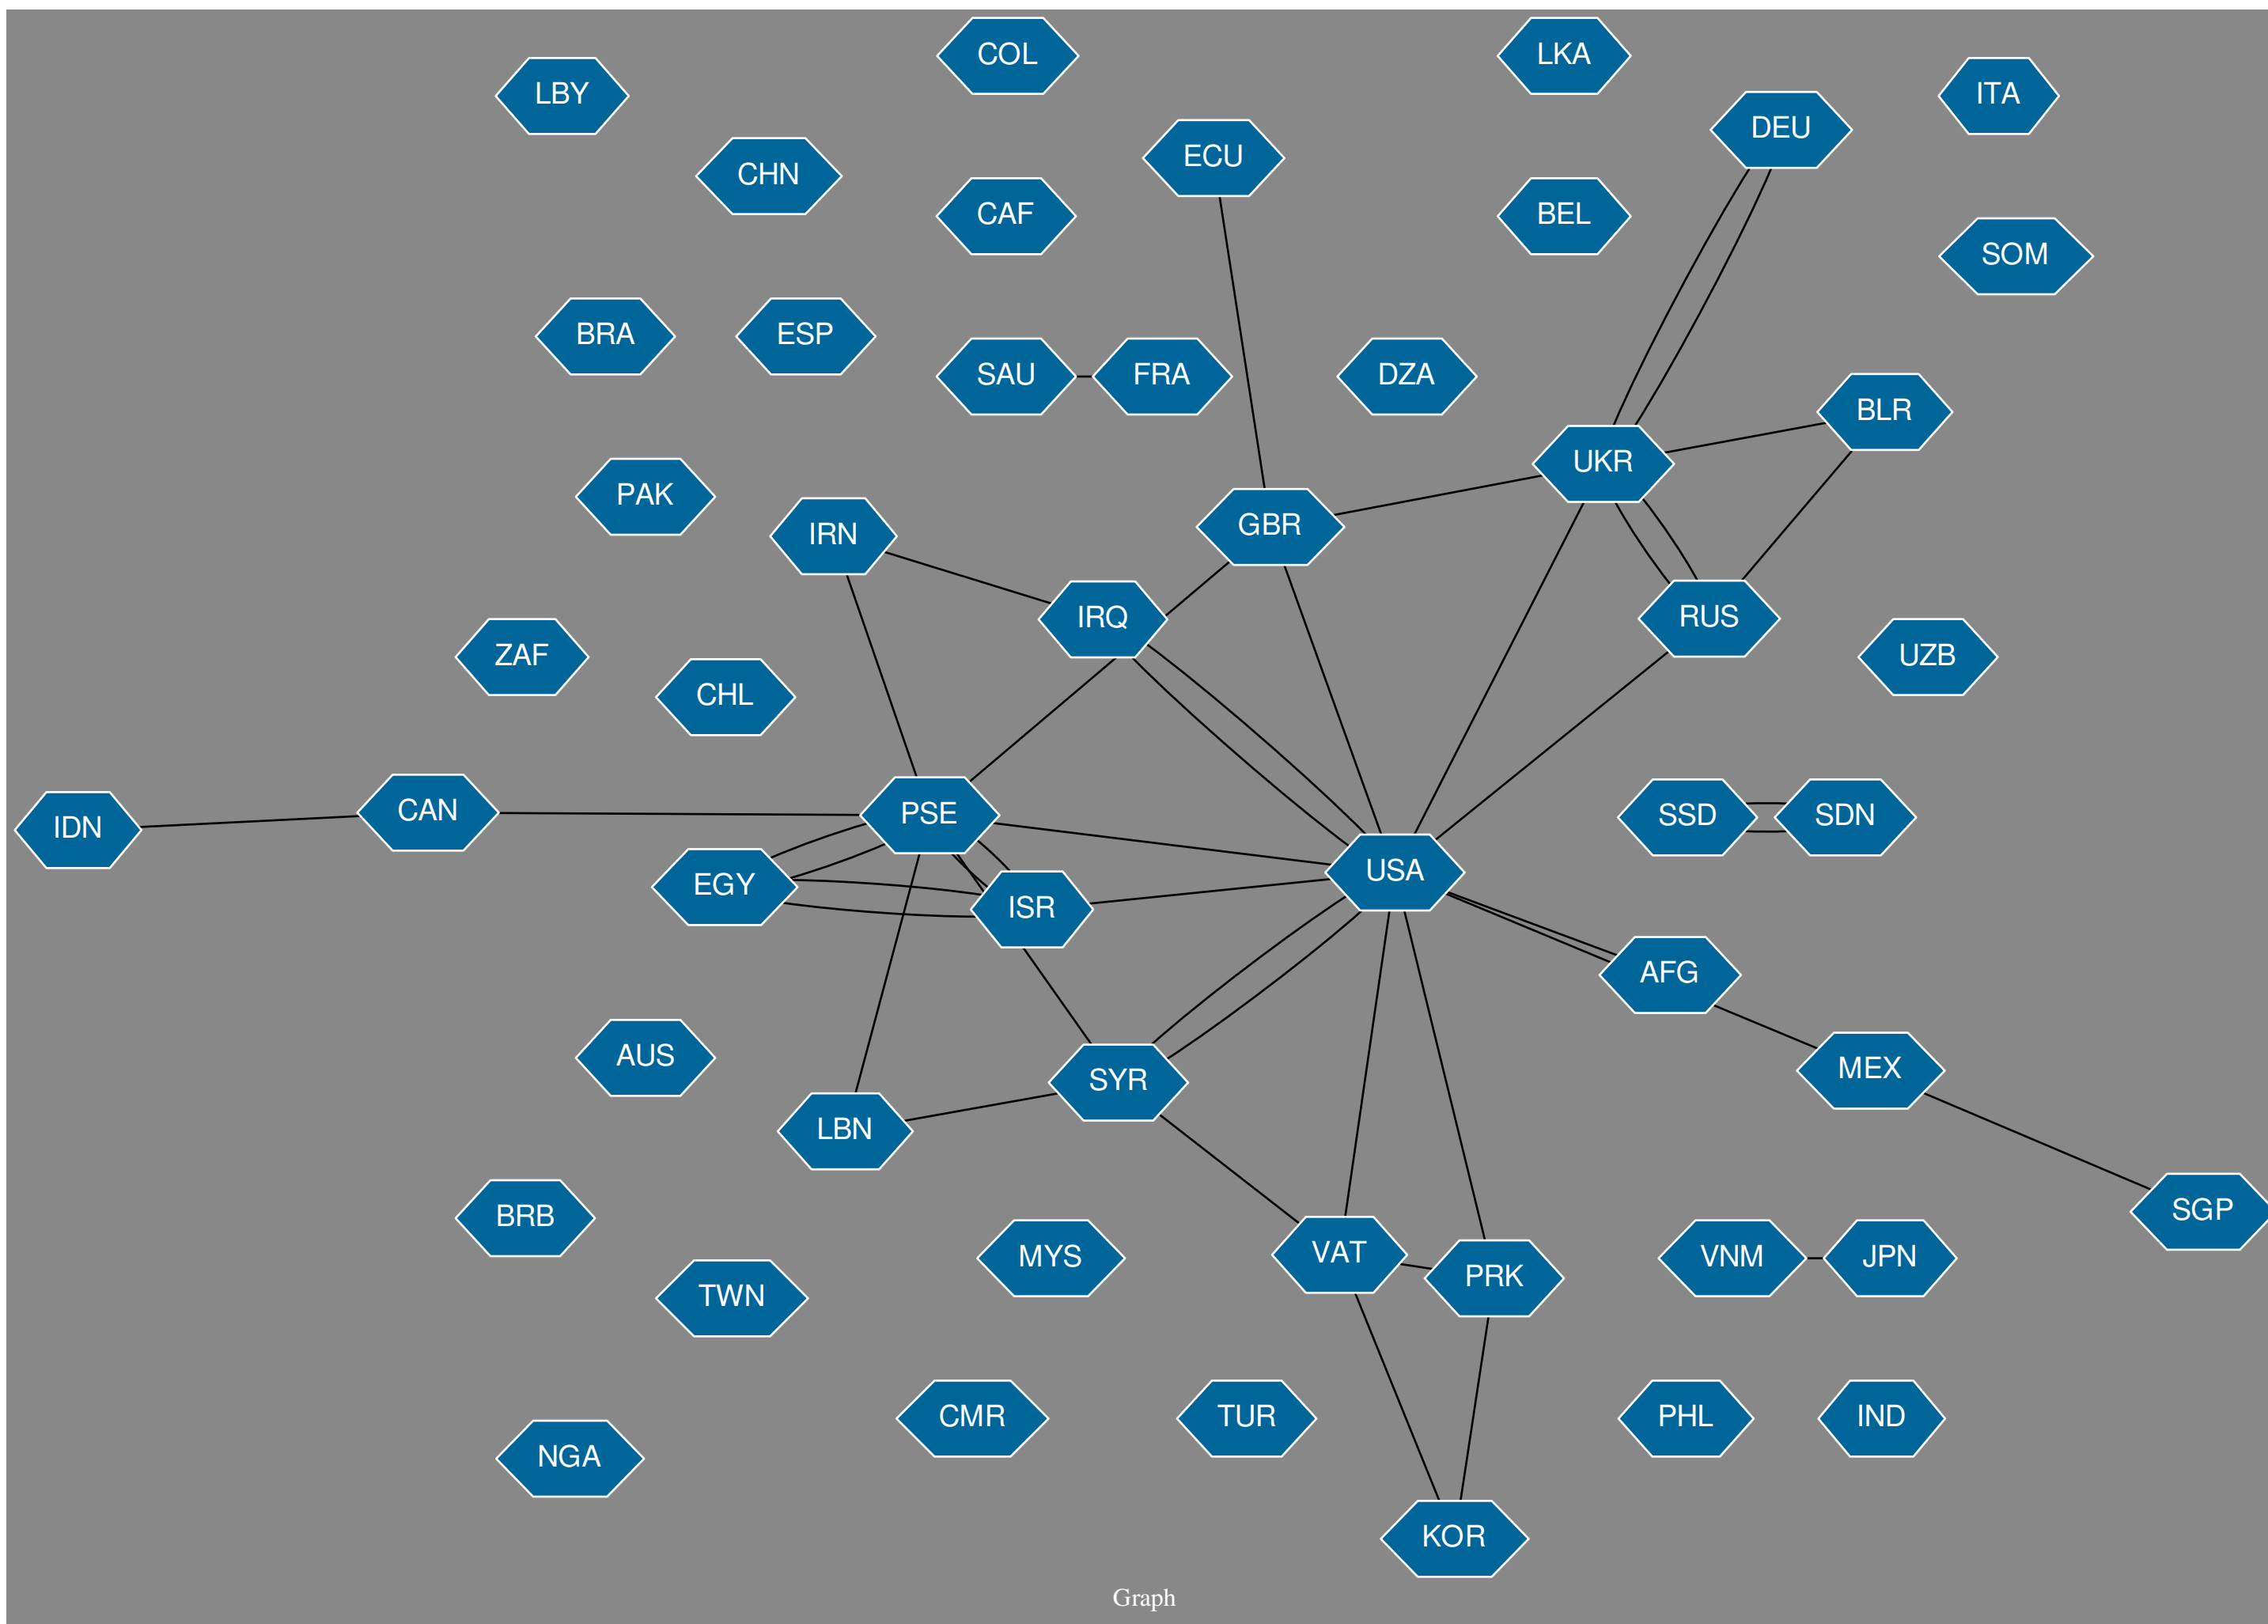 COL
LKA
LBY
ITA
DEU
ECU
CHN
CAF
BEL
SOM
BRA
ESP
SAU
FRA
DZA
BLR
UKR
PAK
GBR
IRN
IRQ
RUS
ZAF
UZB
CHL
CAN
PSE
SSD
SDN
IDN
USA
EGY
ISR
AFG
AUS
MEX
SYR
LBN
SGP
BRB
VAT
MYS
VNM
JPN
PRK
TWN
CMR
TUR
PHL
IND
NGA
KOR
Graph